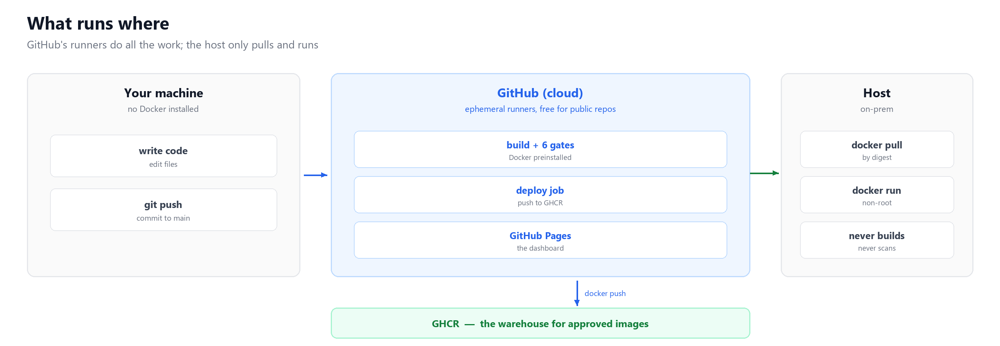 What runs where
GitHub's runners do all the work; the host only pulls and runs
Your machine
no Docker installed
write code
edit files
git push
commit to main
GitHub (cloud)
ephemeral runners, free for public repos
build + 6 gates
Docker preinstalled
deploy job
push to GHCR
GitHub Pages
the dashboard
Host
on-prem
docker pull
by digest
docker run
non-root
never builds
never scans
docker push
GHCR — the warehouse for approved images